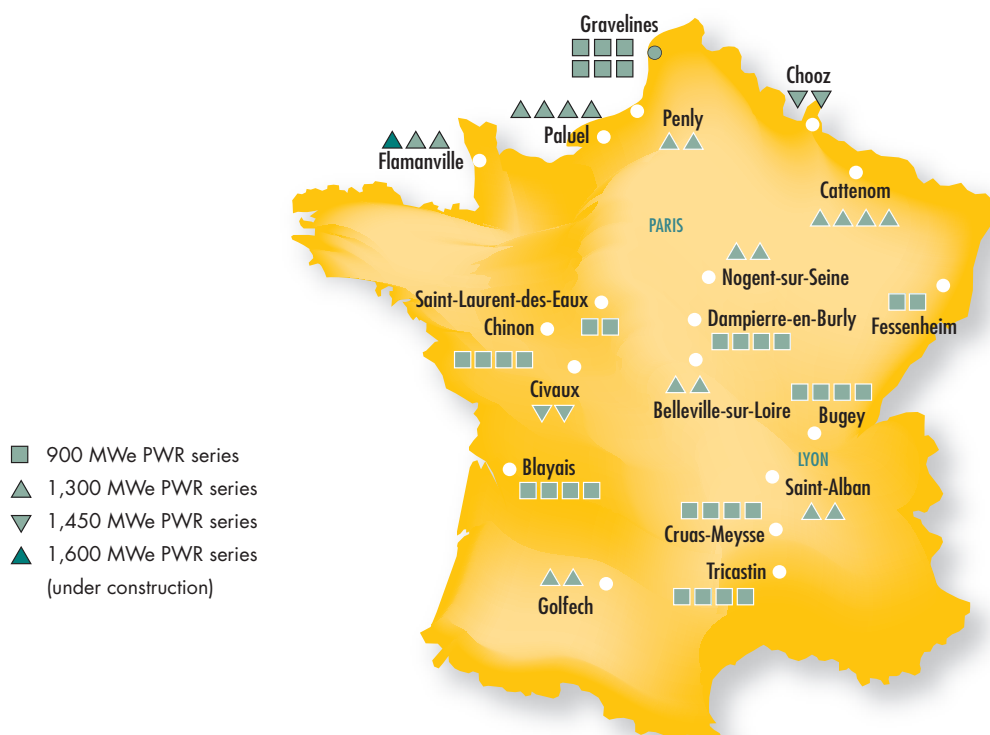 Gravelines
Chooz
Penly
Paluel
Flamanville
Cattenom
PARIS
Nogent-sur-Seine
Saint-Laurent-des-Eaux
Chinon
Dampierre-en-Burly
Fessenheim
Civaux
Belleville-sur-Loire
Bugey
900 MWe PWR series
LYON
Blayais
Saint-Alban
1,300 MWe PWR series
1,450 MWe PWR series
Cruas-Meysse
1,600 MWe PWR series
(under construction)
Tricastin
Golfech